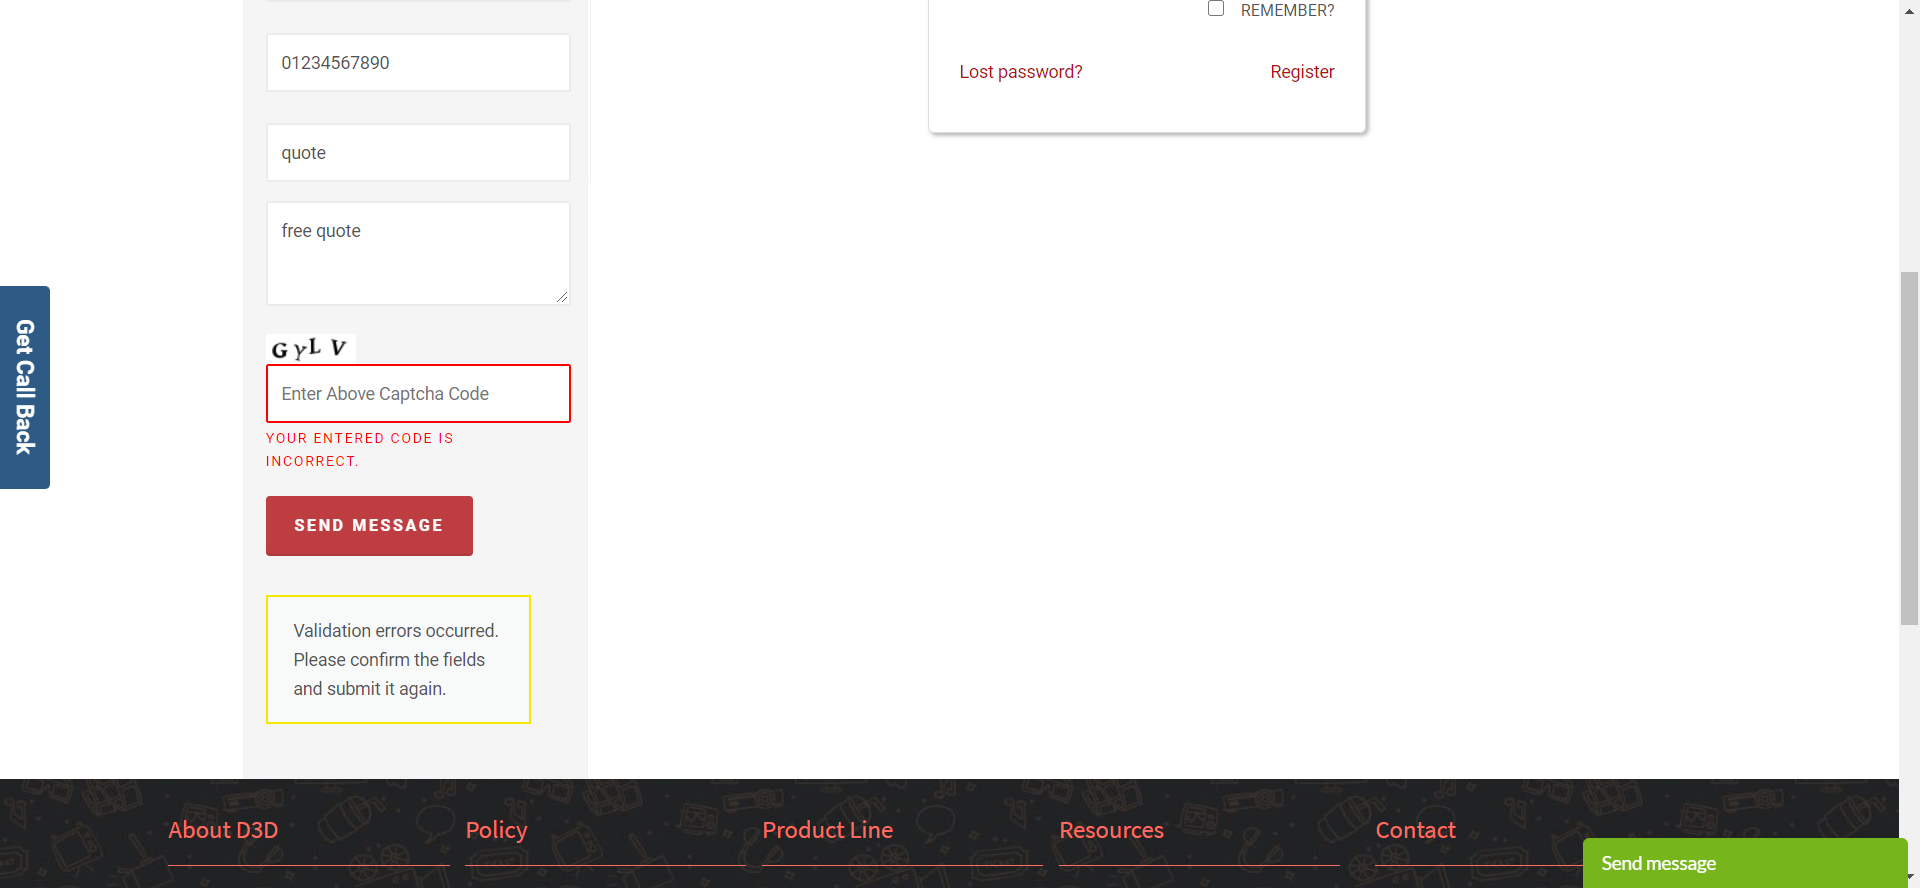 REMEMBER?
01234567890
Lost password?
Register
quote
free quote
GYLV
Enter Above Captcha Code
YOUR ENTERED CODE IS
INCORRECT.
SEND MESSAGE
Validation errors occurred.
Please confirm the fields
and submit it again.
Get Call Back
About D3D
Policy
Product Line
Resources
Contact
Send message